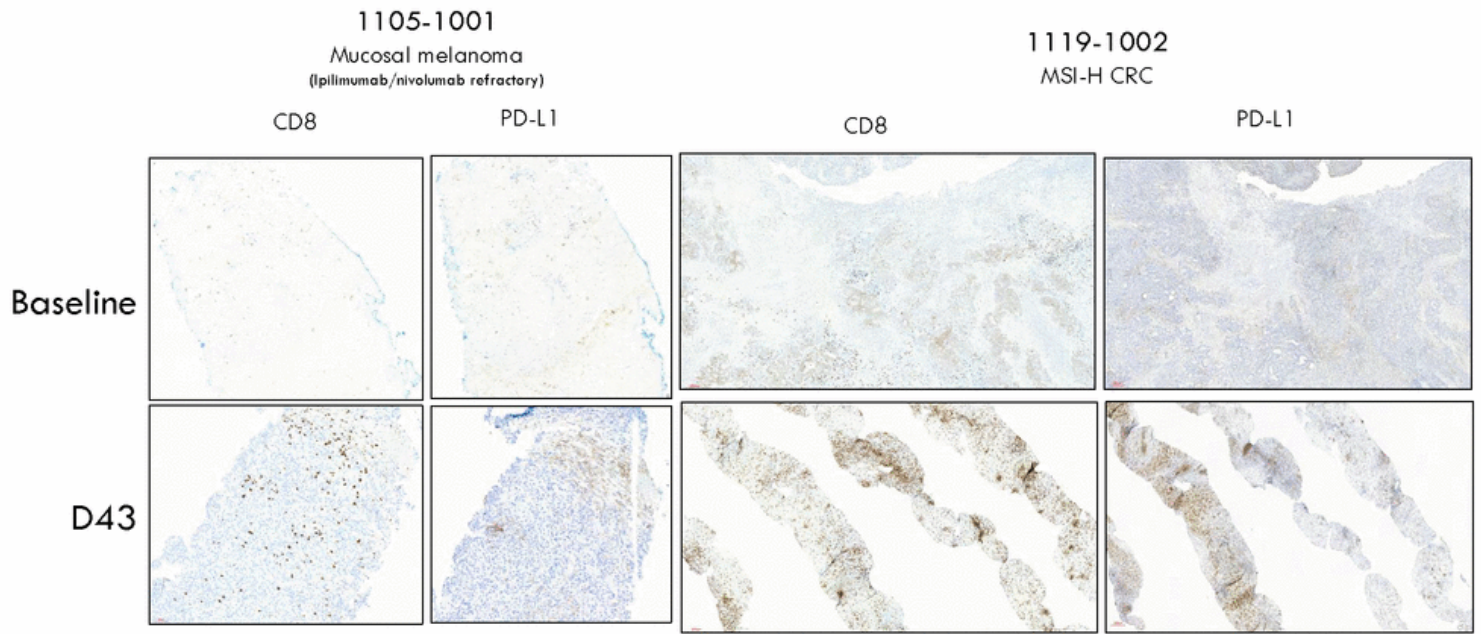 1105-1001
Mucosal melanoma
(Ipilimumab/nivolumab refractory)
1119-1002
MSI-H CRC
CD8
PD-L1
CD8
PD-L1
Baseline
D43